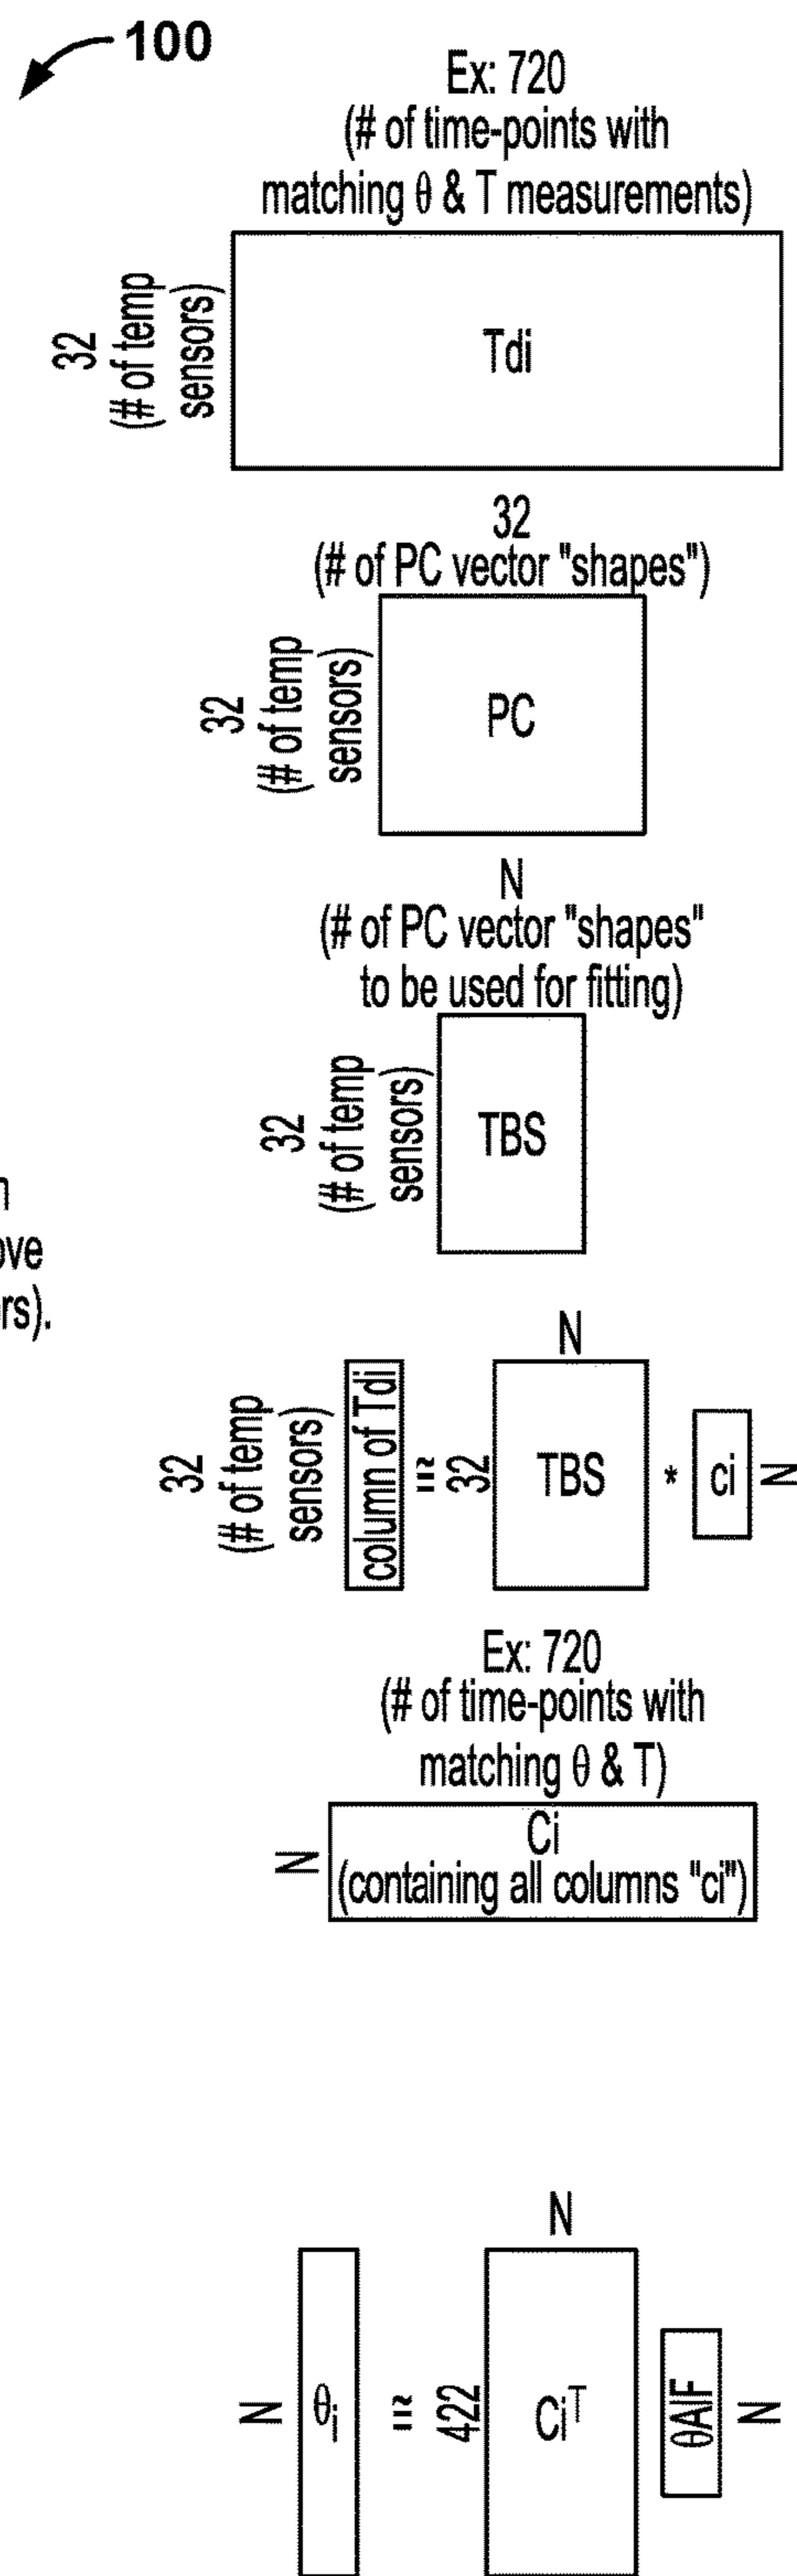 100
Ex: 720
(# of time-points with
matching θ & T measurements)
32
(# of temp
sensors)
Tdi
32
(# of PC vector "shapes")
32
(# of temp
sensors)
PC
N
(# of PC vector "shapes"
to be used for fitting)
32
(# of temp
sensors)
TBS
ove
rs).
32
(# of temp
sensors)
column of Tdi
≅
32
N
TBS
*
ci
N
Ex: 720
(# of time-points with
matching θ & T)
N
Ci
(containing all columns "ci")
N
θi
≅
422
N
CiT
θAIF
N